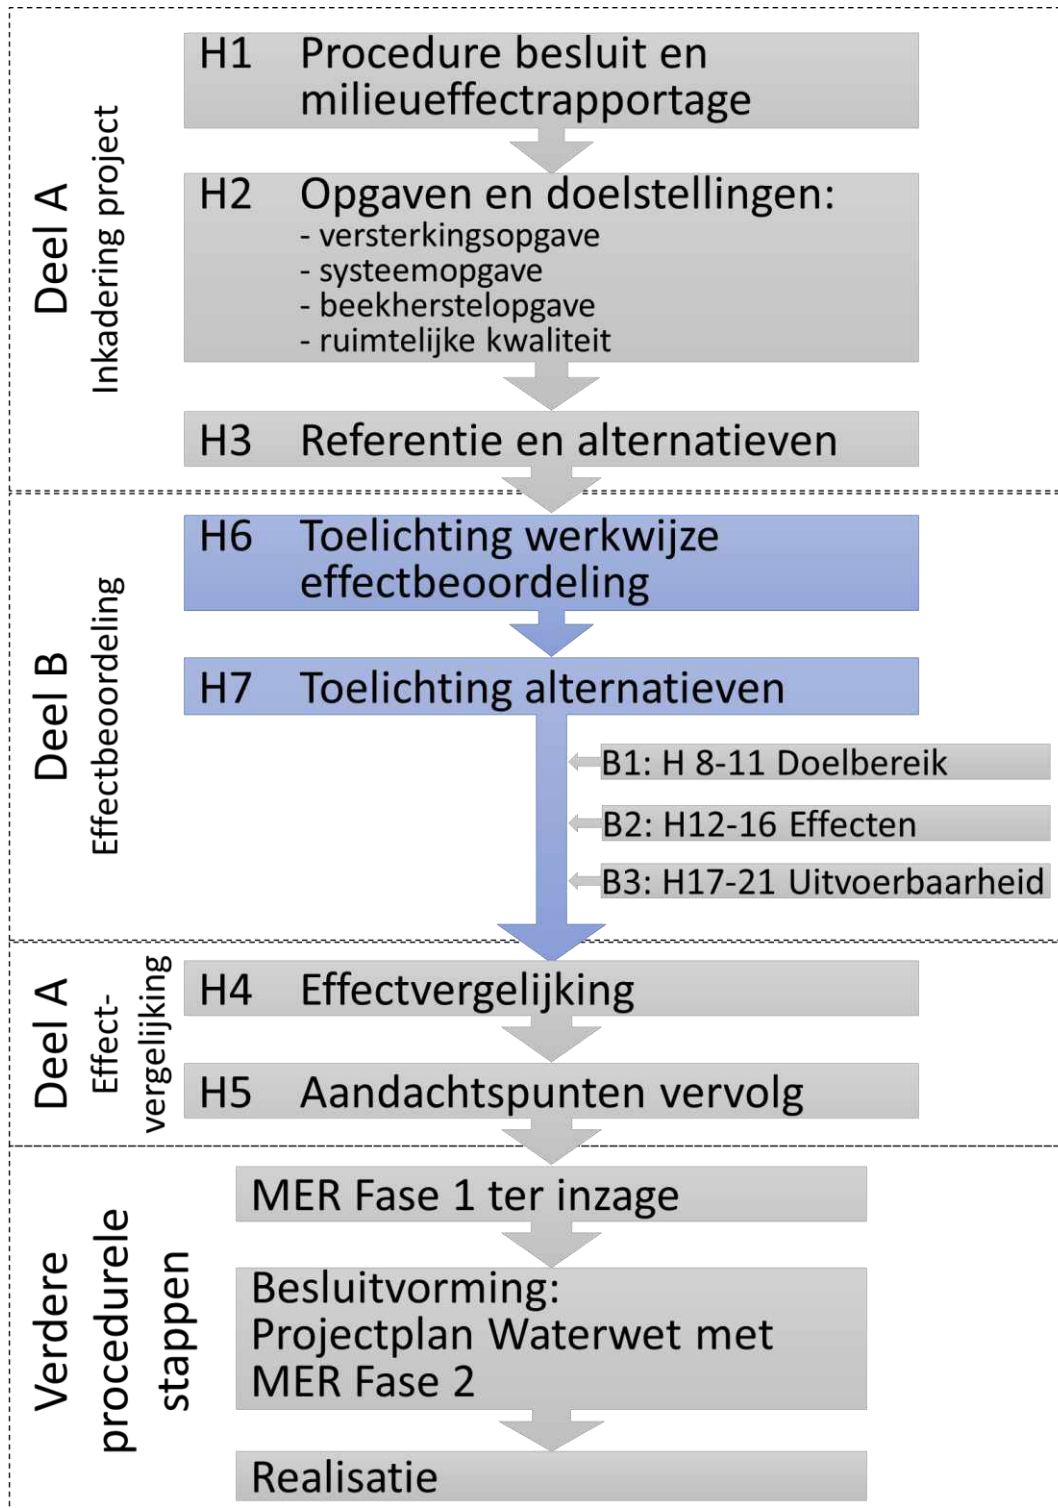 Deel A
Inkadering project
H1 Procedure besluit en
milieueffectrapportage
H2 Opgaven en doelstellingen:
- versterkingsopgave
- systeemopgave
- beekherstelopgave
- ruimtelijke kwaliteit
H3 Referentie en alternatieven
Deel B
Effectbeoordeling
H6 Toelichting werkwijze
effectbeoordeling
H7 Toelichting alternatieven
B1: H 8-11 Doelbereik
B2: H12-16 Effecten
B3: H17-21 Uitvoerbaarheid
Deel A
Effect-
vergelijking
H4 Effectvergelijking
H5 Aandachtspunten vervolg
Verdere
procedurele
stappen
MER Fase 1 ter inzage
Besluitvorming:
Projectplan Waterwet met
MER Fase 2
Realisatie